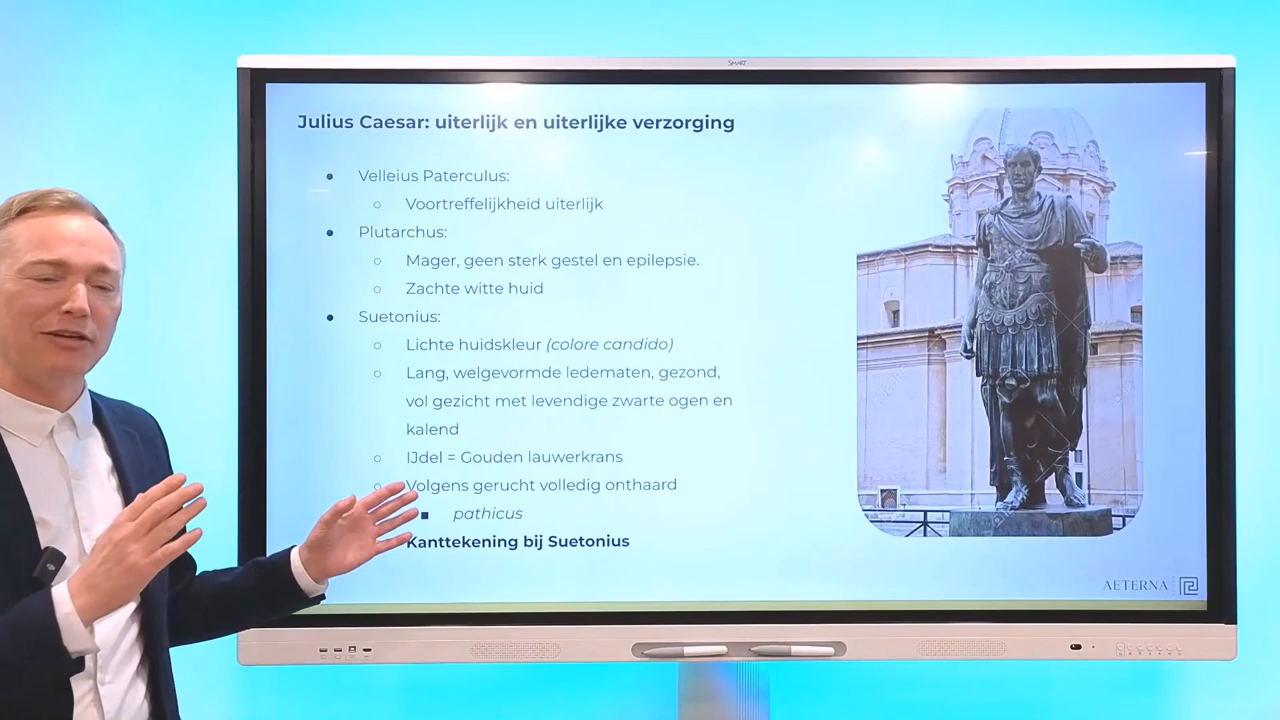 SMART
Julius Caesar: uiterlijk en uiterlijke verzorging
Velleius Paterculus:
Voortreffelijkheid uiterlijk
Plutarchus:
Mager, geen sterk gestel en epilepsie.
Zachte witte huid
Suetonius:
Lichte huidskleur (colore candido)
Lang, welgevormde ledematen, gezond,
vol gezicht met levendige zwarte ogen en
kalend
IJdel = Gouden lauwerkrans
Volgens gerucht volledig onthaard
pathicus
Kanttekening bij Suetonius
AETERNA